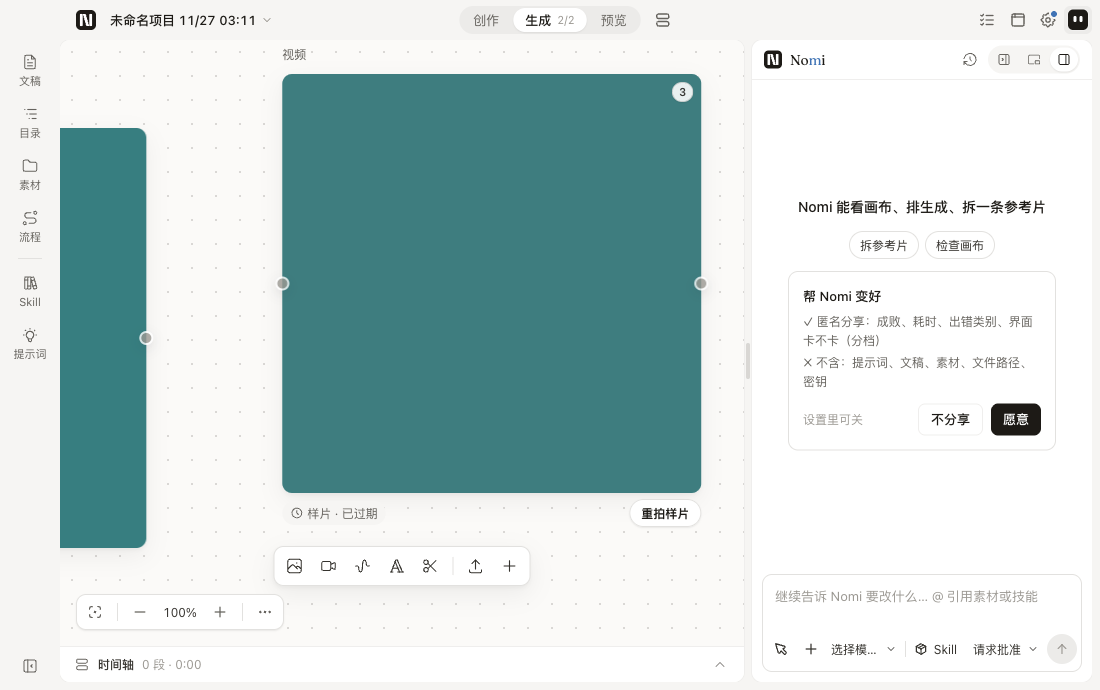 未命名项目 11/27 03:11
创作
生成 2/2
预览
文稿
目录
素材
流程
Skill
提示词
视频
3
样片 · 已过期
重拍样片
100%
时间轴 0 段 · 0:00
Nomi
Nomi 能看画布、排生成、拆一条参考片
拆参考片
检查画布
帮 Nomi 变好
✓ 匿名分享：成败、耗时、出错类别、界面
卡不卡（分档）
✕ 不含：提示词、文稿、素材、文件路径、
密钥
设置里可关
不分享
愿意
继续告诉 Nomi 要改什么... @ 引用素材或技能
选择模...
Skill
请求批准